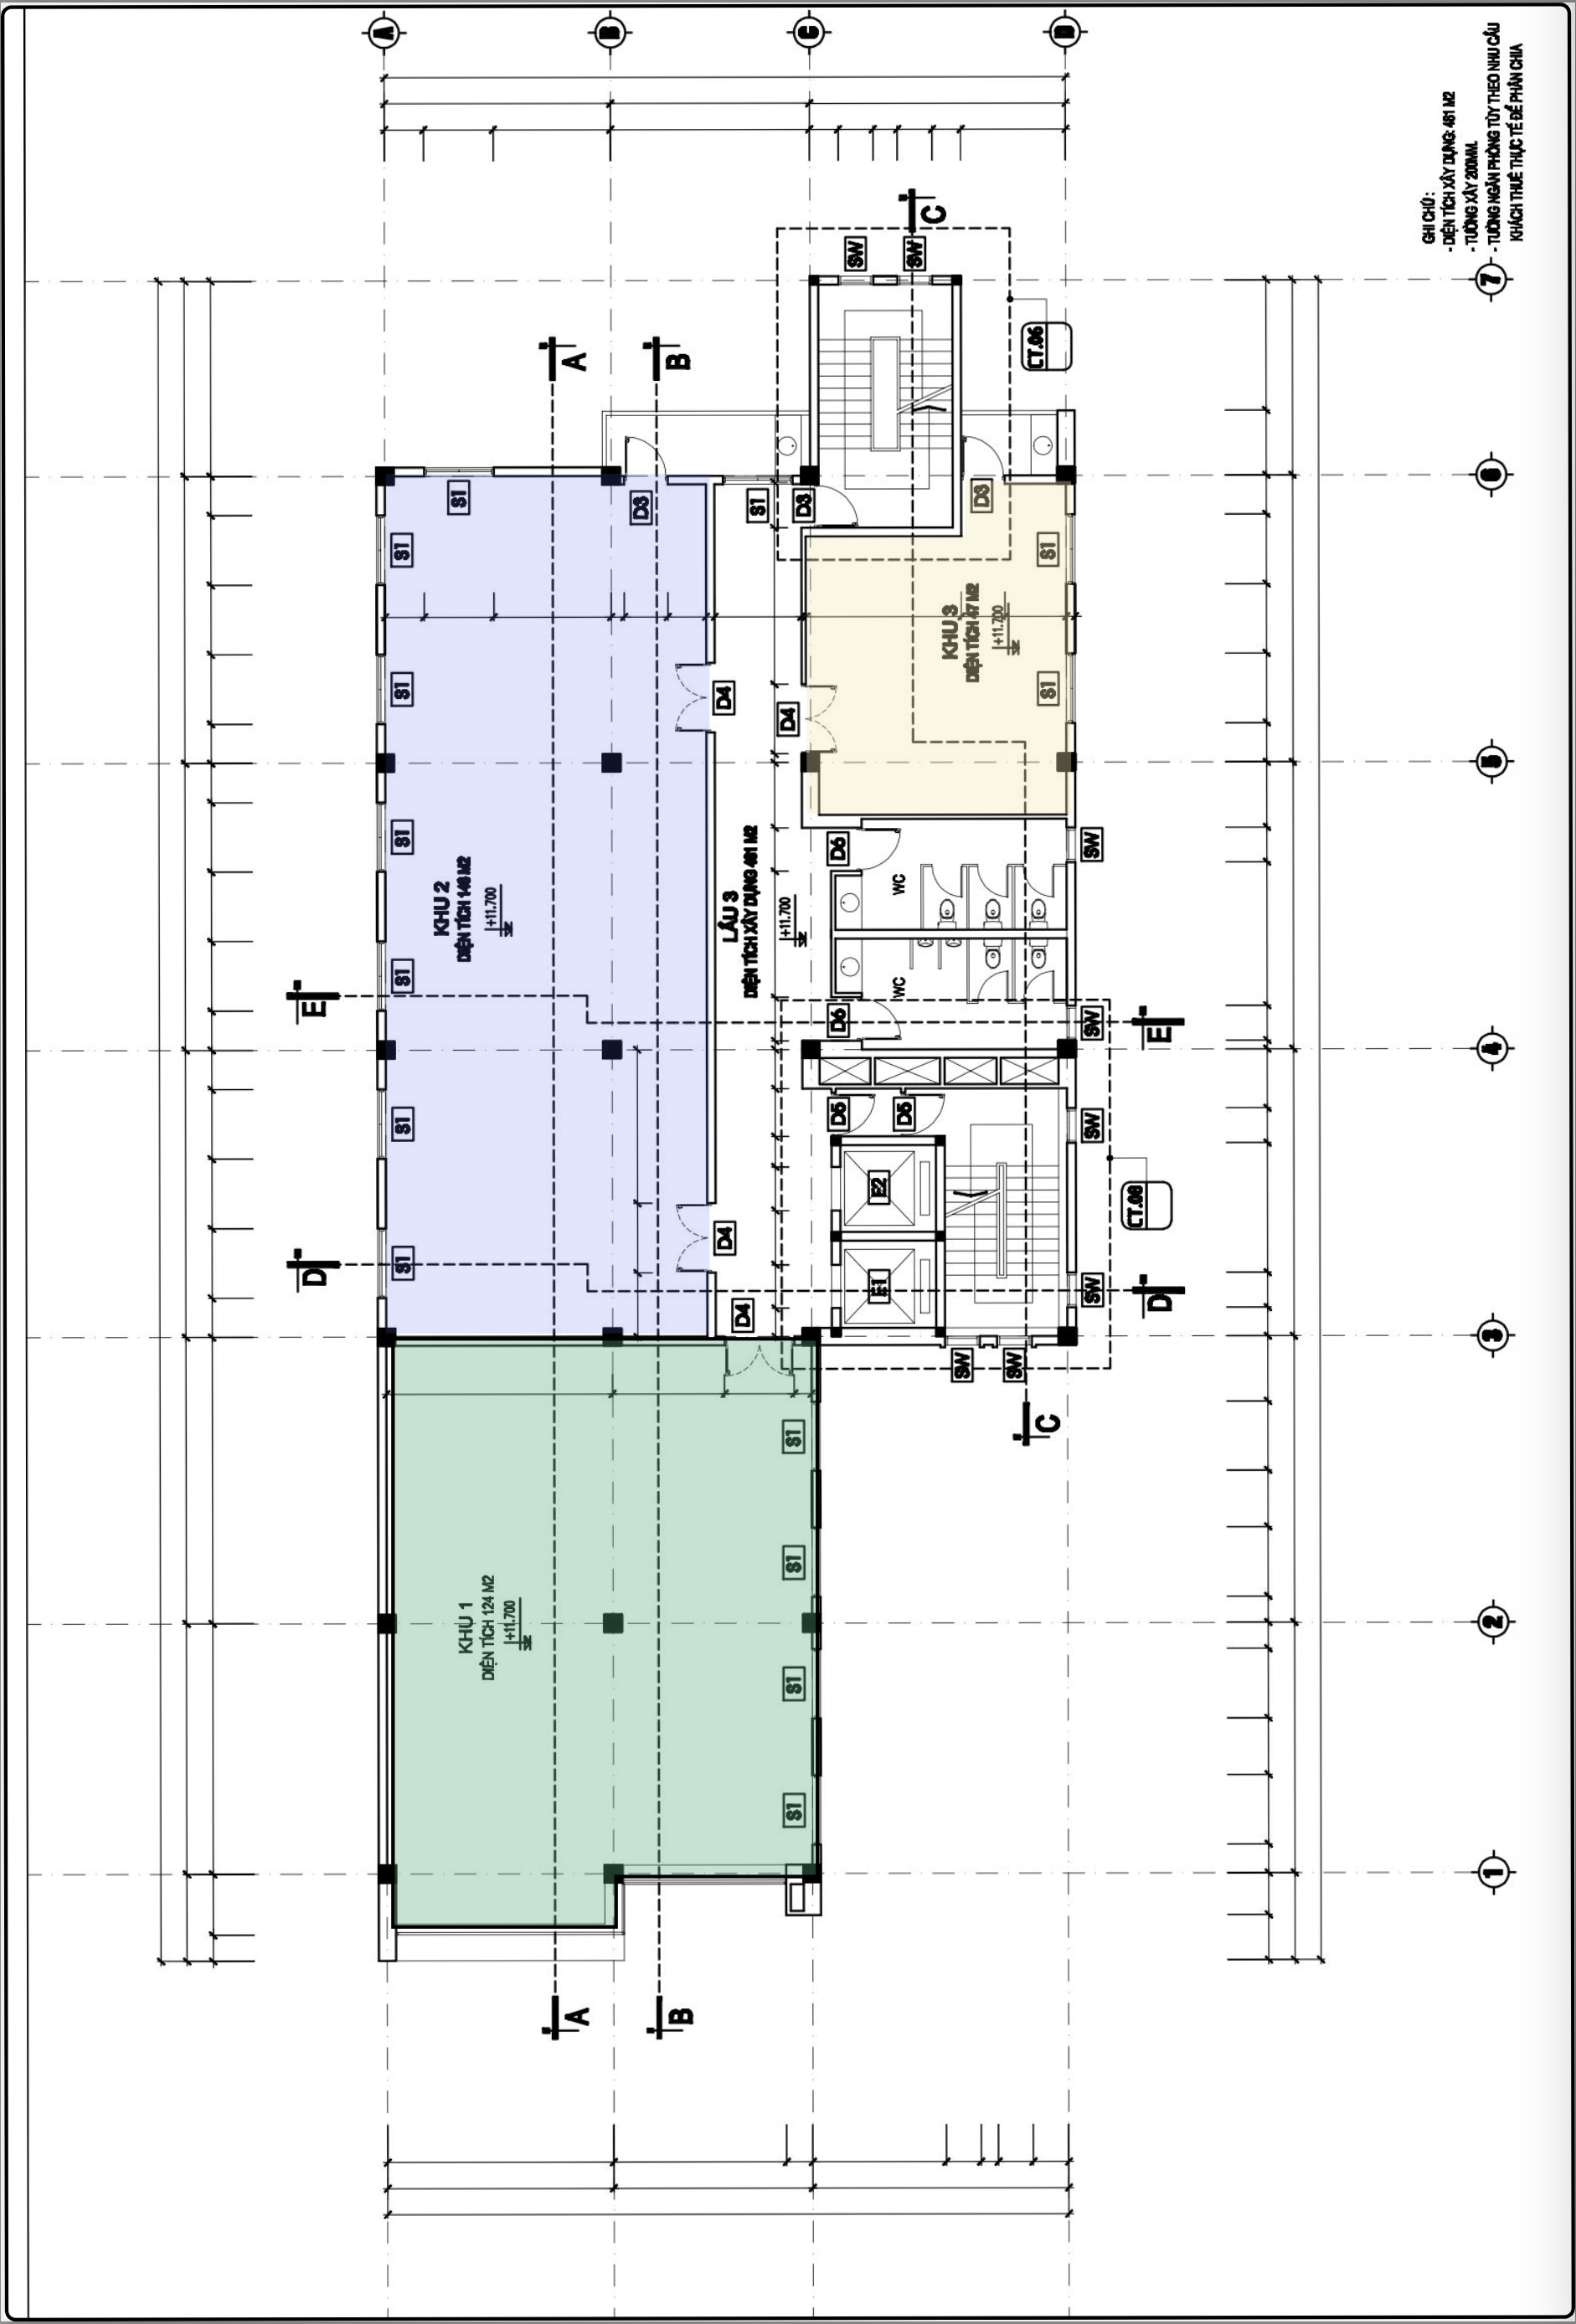 A
B
C
D
GHI CHÚ :
- DIỆN TÍCH XÂY DỰNG: 461 M2
- TƯỜNG XÂY 200MM.
- TƯỜNG NGĂN PHÒNG TÙY THEO NHU CẦU
KHÁCH THUÊ THỰC TẾ ĐỂ PHÂN CHIA
C
SW
SW
7
CT.06
A
B
6
S1
D3
S1
D3
D3
S1
S1
S1
KHU 3
DIỆN TÍCH 47 M2
+11.700
S1
D4
D4
S1
5
S1
D6
SW
KHU 2
DIỆN TÍCH 146 M2
+11.700
LẦU 3
DIỆN TÍCH XÂY DỰNG 461 M2
+11.700
WC
S1
WC
E
D6
SW
E
4
S1
D5
D5
SW
E2
CT.06
D4
S1
D
E1
SW
D
D4
3
SW
SW
C
S1
S1
KHU 1
DIỆN TÍCH 124 M2
+11.700
2
S1
S1
1
A
B